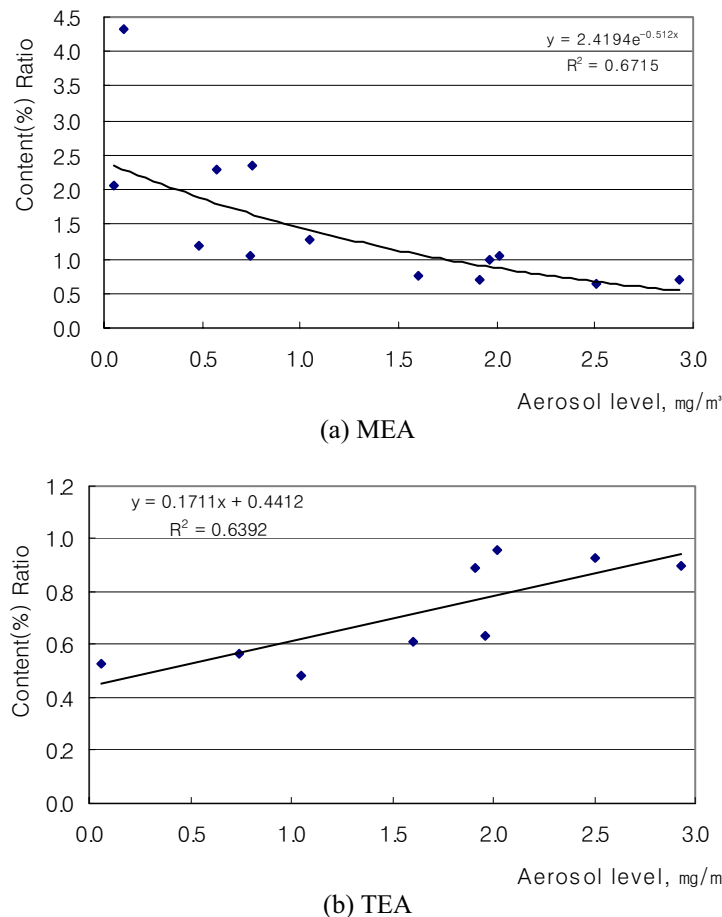 4.5
4.0
3.5
3.0
2.5
2.0
1.5
1.0
0.5
0.0
Content(%) Ratio
y = 2.4194e^{-0.512x}
R² = 0.6715
0.0 0.5 1.0 1.5 2.0 2.5 3.0
Aerosol level, mg/m³
(a) MEA
1.2
1.0
0.8
0.6
0.4
0.2
0.0
Content(%) Ratio
y = 0.1711x + 0.4412
R² = 0.6392
0.0 0.5 1.0 1.5 2.0 2.5 3.0
Aerosol level, mg/m
(b) TEA